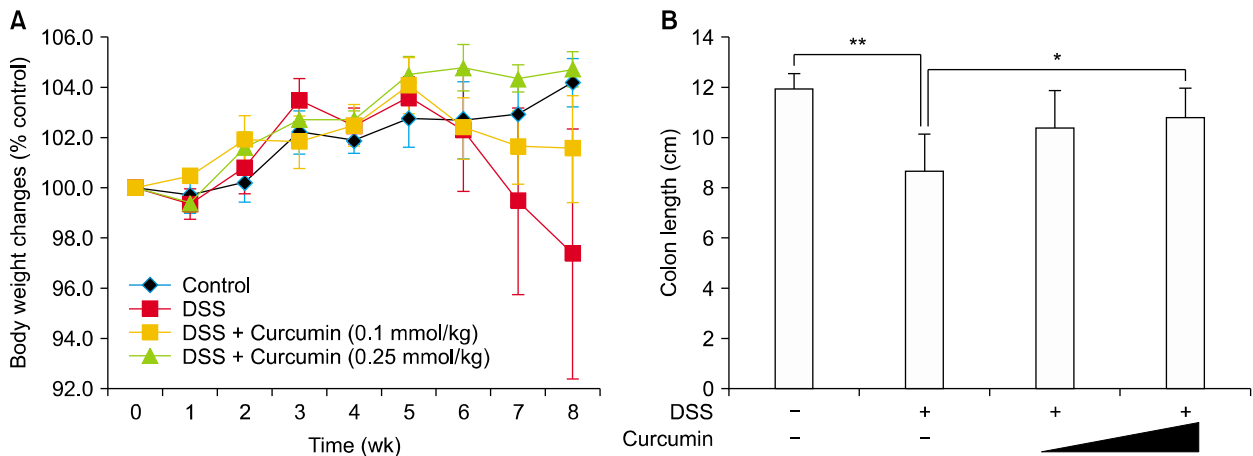 A
Body weight changes (% control)
106.0
104.0
102.0
100.0
98.0
96.0
94.0
92.0
Control
DSS
DSS + Curcumin (0.1 mmol/kg)
DSS + Curcumin (0.25 mmol/kg)
0 1 2 3 4 5 6 7 8
Time (wk)
B
Colon length (cm)
14
12
10
8
6
4
2
0
**
*
DSS − + + +
Curcumin − −